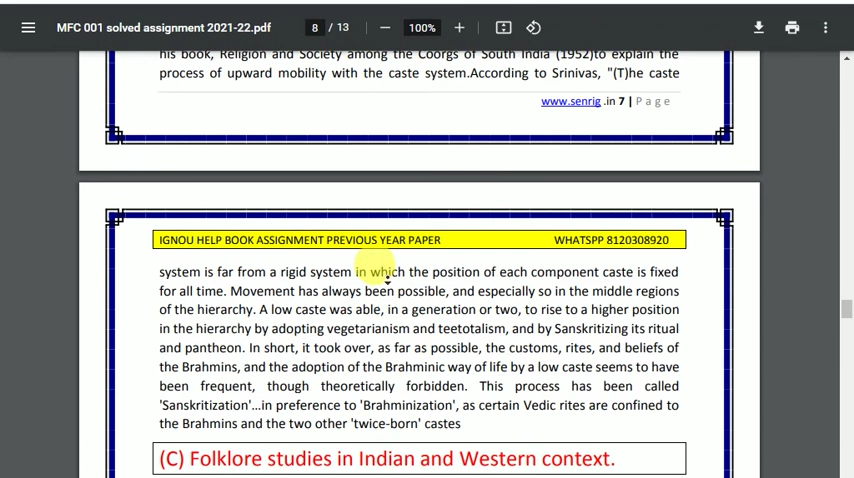 MFC 001 solved assignment 2021-22.pdf
8 / 13
100%
his book, Religion and Society among the Coorgs of South India (1952)to explain the
process of upward mobility with the caste system.According to Srinivas, "(T)he caste
www.senrig .in 7 | Page
IGNOU HELP BOOK ASSIGNMENT PREVIOUS YEAR PAPER WHATSPP 8120308920
system is far from a rigid system in which the position of each component caste is fixed
for all time. Movement has always been possible, and especially so in the middle regions
of the hierarchy. A low caste was able, in a generation or two, to rise to a higher position
in the hierarchy by adopting vegetarianism and teetotalism, and by Sanskritizing its ritual
and pantheon. In short, it took over, as far as possible, the customs, rites, and beliefs of
the Brahmins, and the adoption of the Brahminic way of life by a low caste seems to have
been frequent, though theoretically forbidden. This process has been called
'Sanskritization'...in preference to 'Brahminization', as certain Vedic rites are confined to
the Brahmins and the two other 'twice-born' castes
(C) Folklore studies in Indian and Western context.